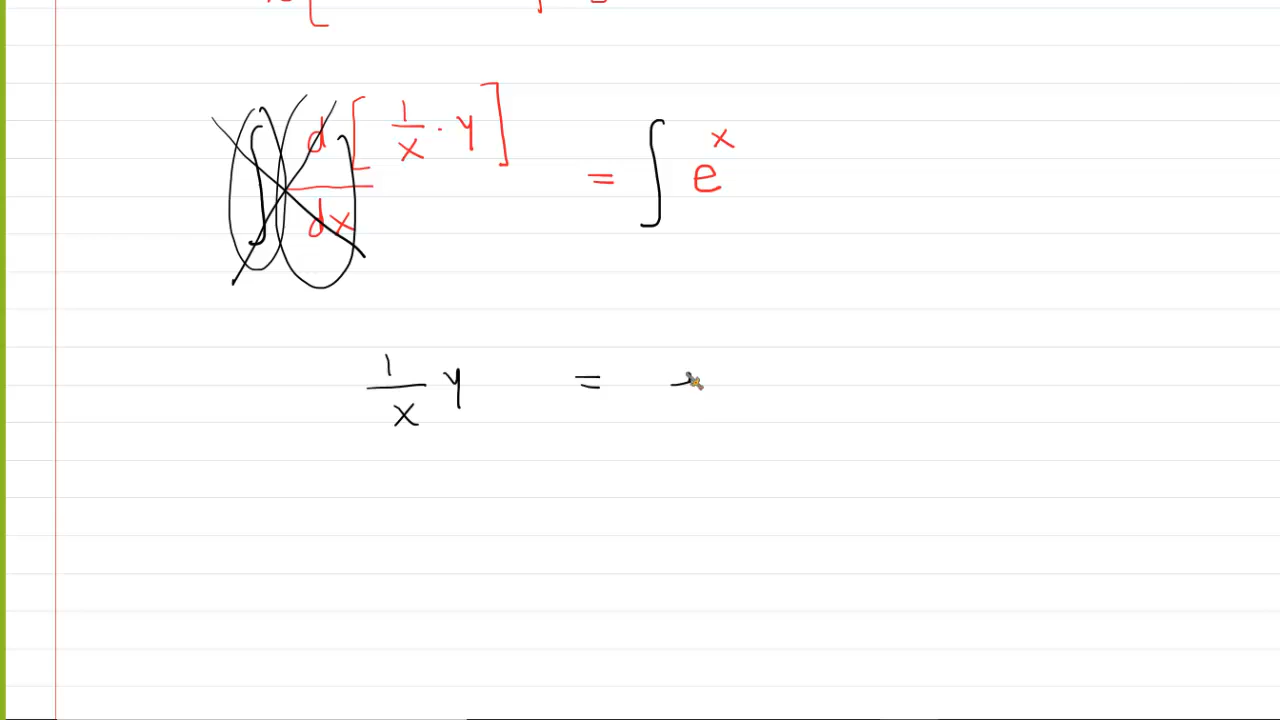 ∫ d/dx [ 1/x · y ] = ∫ e^x
1/x y =